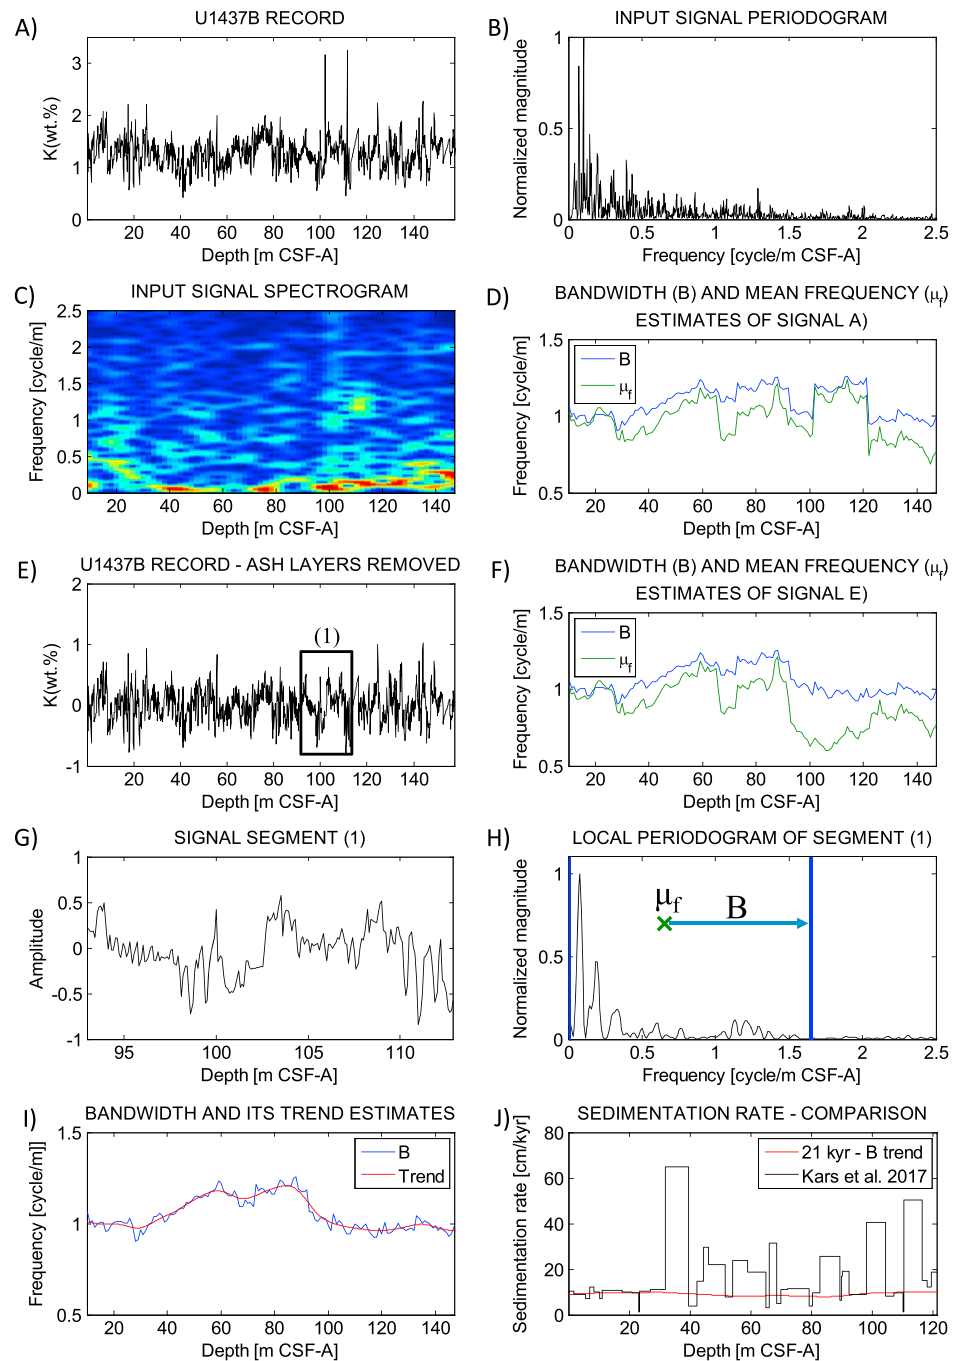 A)
U1437B RECORD
K(wt.%)
3
2
1
0
20 40 60 80 100 120 140
Depth [m CSF-A]
B)
INPUT SIGNAL PERIODOGRAM
Normalized magnitude
1
0.5
0
0 0.5 1 1.5 2 2.5
Frequency [cycle/m CSF-A]
C)
INPUT SIGNAL SPECTROGRAM
Frequency [cycle/m]
2.5
2
1.5
1
0.5
0
20 40 60 80 100 120 140
Depth [m CSF-A]
D)
BANDWIDTH (B) AND MEAN FREQUENCY (μf)
ESTIMATES OF SIGNAL A)
Frequency [cycle/m]
1.5
1
0.5
B
μf
20 40 60 80 100 120 140
Depth [m CSF-A]
E)
U1437B RECORD - ASH LAYERS REMOVED
K(wt.%)
2
1
0
-1
(1)
20 40 60 80 100 120 140
Depth [m CSF-A]
F)
BANDWIDTH (B) AND MEAN FREQUENCY (μf)
ESTIMATES OF SIGNAL E)
Frequency [cycle/m]
1.5
1
0.5
B
μf
20 40 60 80 100 120 140
Depth [m CSF-A]
G)
SIGNAL SEGMENT (1)
Amplitude
1
0.5
0
-0.5
-1
95 100 105 110
Depth [m CSF-A]
H)
LOCAL PERIODOGRAM OF SEGMENT (1)
Normalized magnitude
1
0.5
0
μf
B
0 0.5 1 1.5 2 2.5
Frequency [cycle/m CSF-A]
I)
BANDWIDTH AND ITS TREND ESTIMATES
Frequency [cycle/m]]
1.5
1
0.5
B
Trend
20 40 60 80 100 120 140
Depth [m CSF-A]
J)
SEDIMENTATION RATE - COMPARISON
Sedimentation rate [cm/kyr]
80
60
40
20
0
21 kyr - B trend
Kars et al. 2017
0 20 40 60 80 100 120
Depth [m CSF-A]